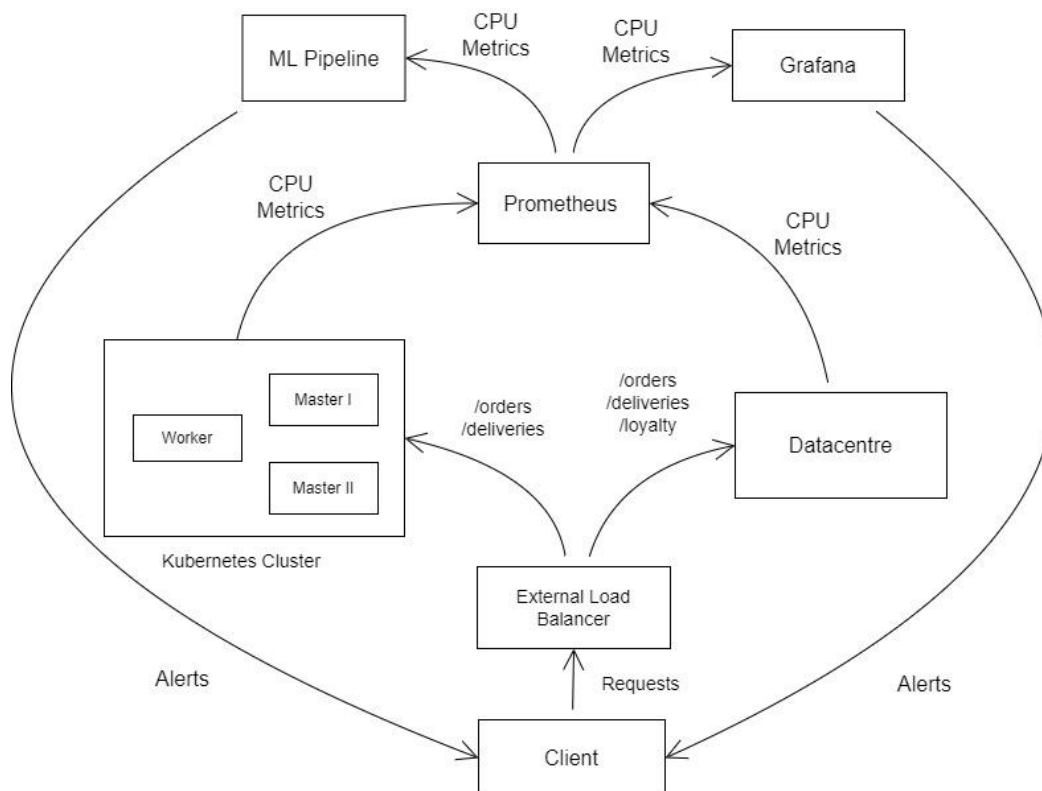 CPU
Metrics
CPU
Metrics
ML Pipeline
Grafana
CPU
Metrics
Prometheus
CPU
Metrics
/orders
/deliveries
/orders
/deliveries
/loyalty
Master I
Worker
Master II
Datacentre
Kubernetes Cluster
External Load
Balancer
Alerts
Requests
Alerts
Client